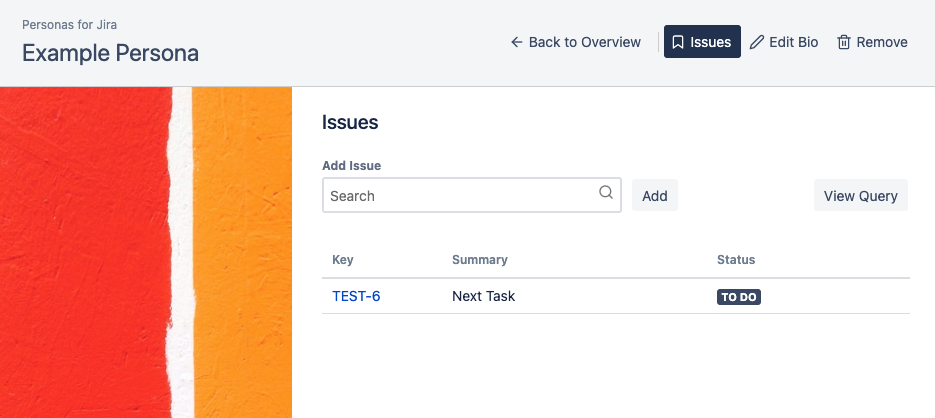 Personas for Jira
Example Persona
Back to Overview
Issues
Edit Bio
Remove
Issues
Add Issue
Search
Add
View Query
Key Summary Status
TEST-6 Next Task TO DO